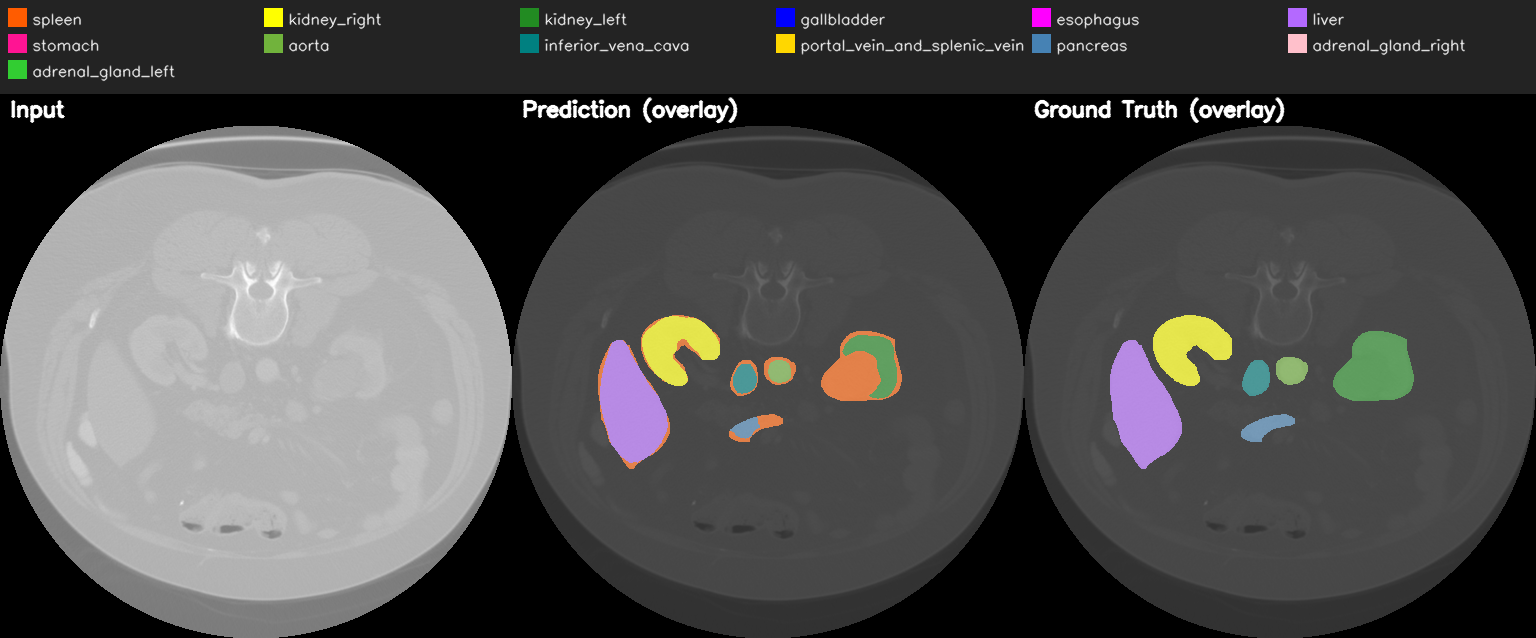 spleen kidney_right kidney_left gallbladder esophagus liver
stomach aorta inferior_vena_cava portal_vein_and_splenic_vein pancreas adrenal_gland_right
adrenal_gland_left
Input Prediction (overlay) Ground Truth (overlay)